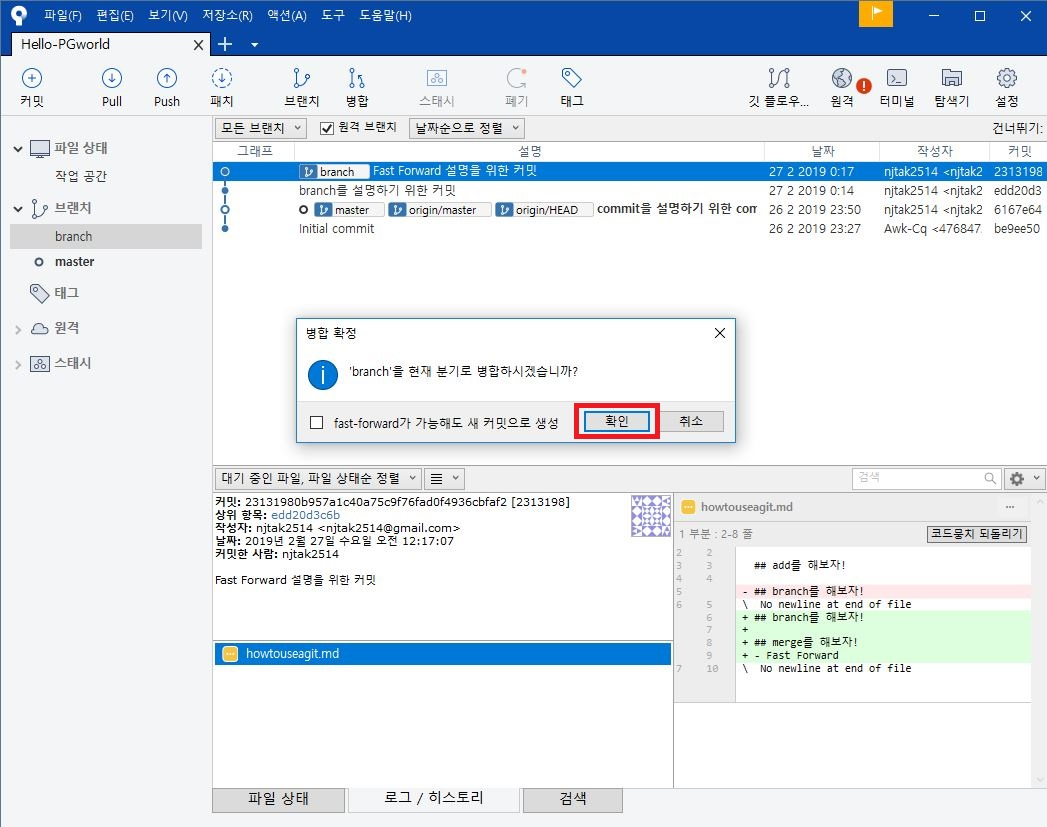 파일(F) 편집(E) 보기(V) 저장소(R) 액션(A) 도구 도움말(H)
Hello-PGworld
커밋 Pull Push 패치 브랜치 병합 스태시 폐기 태그 깃 플로우... 원격 터미널 탐색기 설정
모든 브랜치 원격 브랜치 날짜순으로 정렬 건너뛰기:
그래프 설명 날짜 작성자 커밋
branch Fast Forward 설명을 위한 커밋 27 2 2019 0:17 njtak2514 <njtak2 2313198
branch를 설명하기 위한 커밋 27 2 2019 0:14 njtak2514 <njtak2 edd20d3
master origin/master origin/HEAD commit을 설명하기 위한 com 26 2 2019 23:50 njtak2514 <njtak2 6167e64
Initial commit 26 2 2019 23:27 Awk-Cq <476847. be9ee50
파일 상태
작업 공간
브랜치
branch
master
태그
원격
스태시
병합 확정
'branch'을 현재 분기로 병합하시겠습니까?
fast-forward가 가능해도 새 커밋으로 생성 확인 취소
대기 중인 파일, 파일 상태순 정렬 검색
커밋: 23131980b957a1c40a75c9f76fad0f4936cbfaf2 [2313198]
상위 항목: edd20d3c6b
작성자: njtak2514 <njtak2514@gmail.com>
날짜: 2019년 2월 27일 수요일 오전 12:17:07
커밋한 사람: njtak2514
Fast Forward 설명을 위한 커밋
howtouseagit.md
howtouseagit.md ...
1 부분 : 2-8 줄 코드뭉치 되돌리기
2 2
3 3 ## add를 해보자!
4 4
5 - ## branch를 해보자!
6 5 \ No newline at end of file
6 + ## branch를 해보자!
7 +
8 + ## merge를 해보자!
9 + - Fast Forward
7 10 \ No newline at end of file
파일 상태 로그 / 히스토리 검색